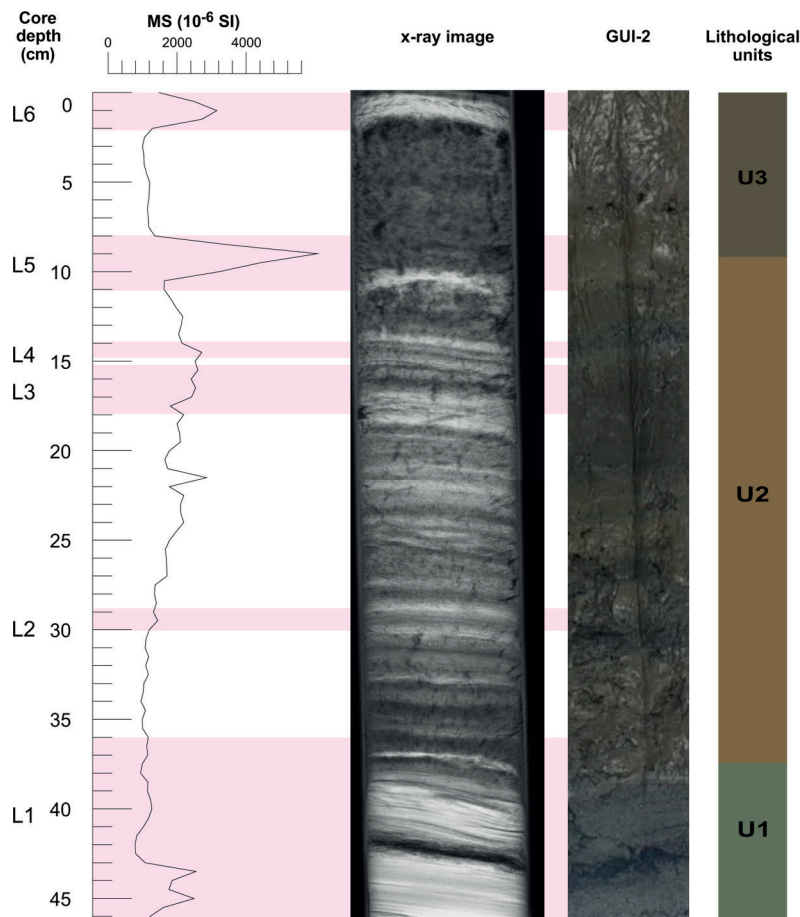 Core
depth
(cm)
MS (10-6 SI)
0 2000 4000
x-ray image
GUI-2
Lithological
units
L6
0
U3
5
L5
10
L4
15
L3
20
U2
25
L2
30
35
40
L1
U1
45